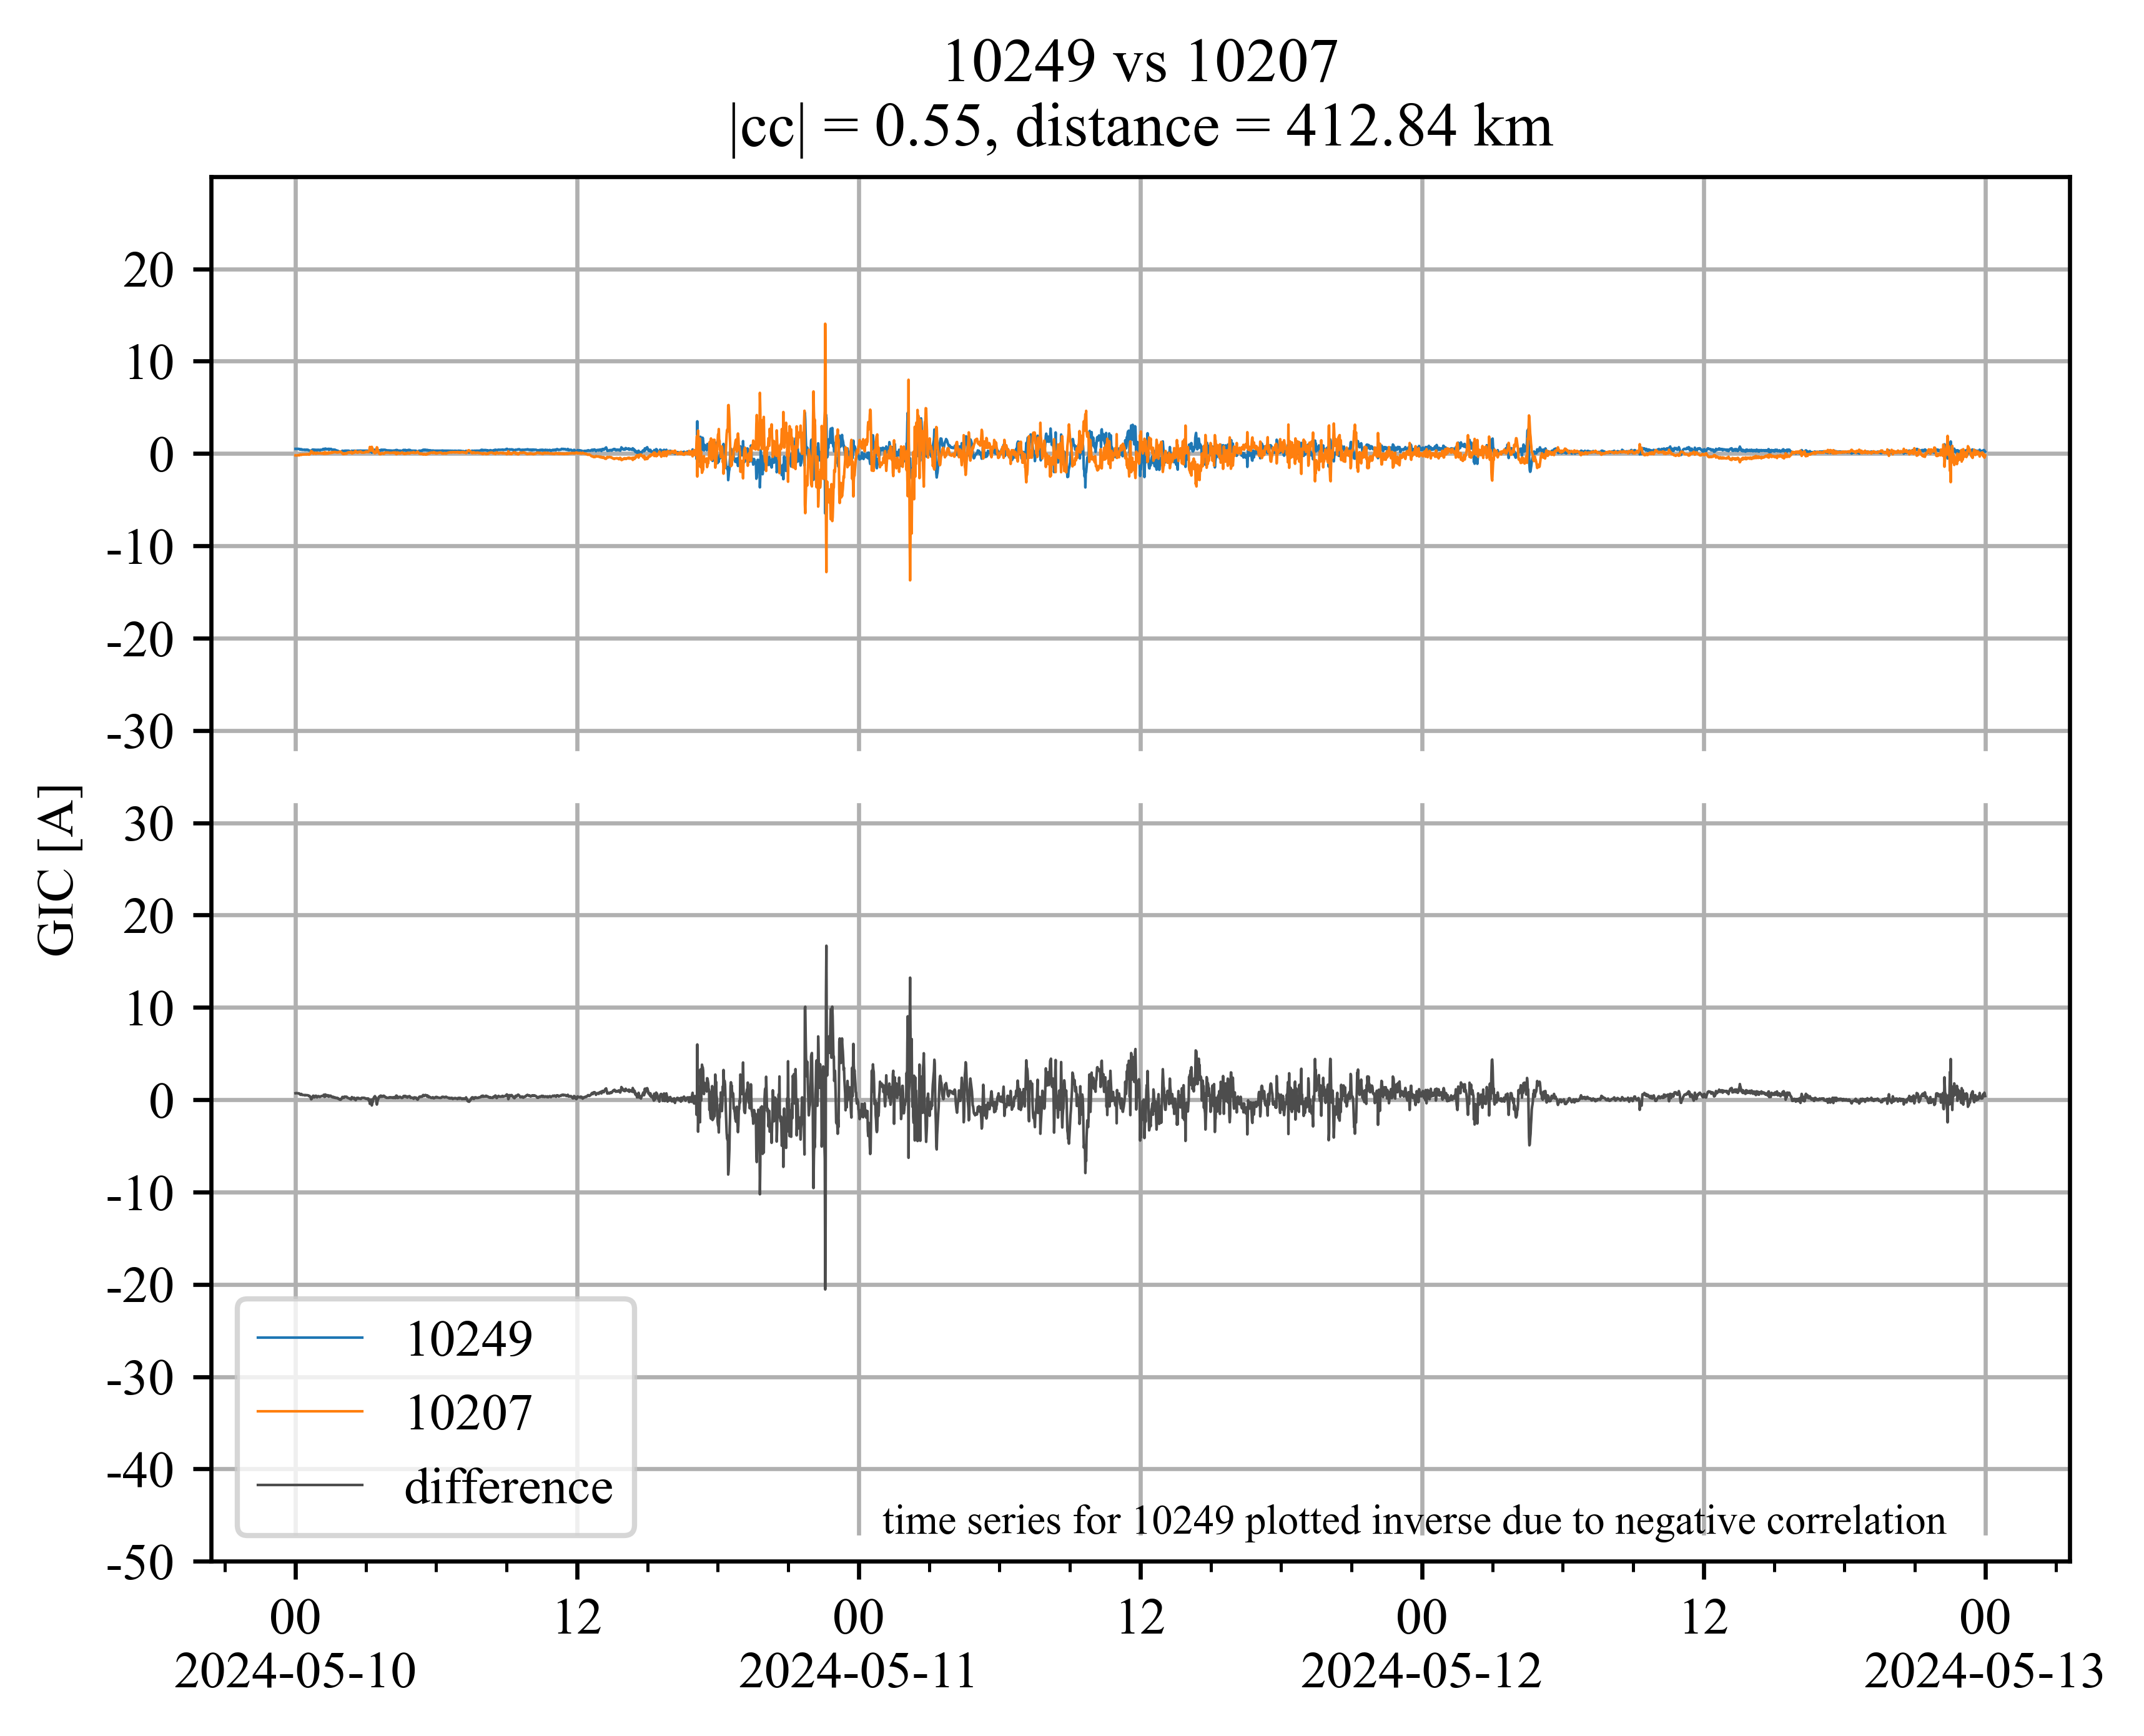 10249 vs 10207
|cc| = 0.55, distance = 412.84 km
20
10
0
-10
-20
-30
30
20
10
0
-10
-20
-30
-40
-50
GIC [A]
10249
10207
difference
time series for 10249 plotted inverse due to negative correlation
00 12 00 12 00 12 00
2024-05-10 2024-05-11 2024-05-12 2024-05-13